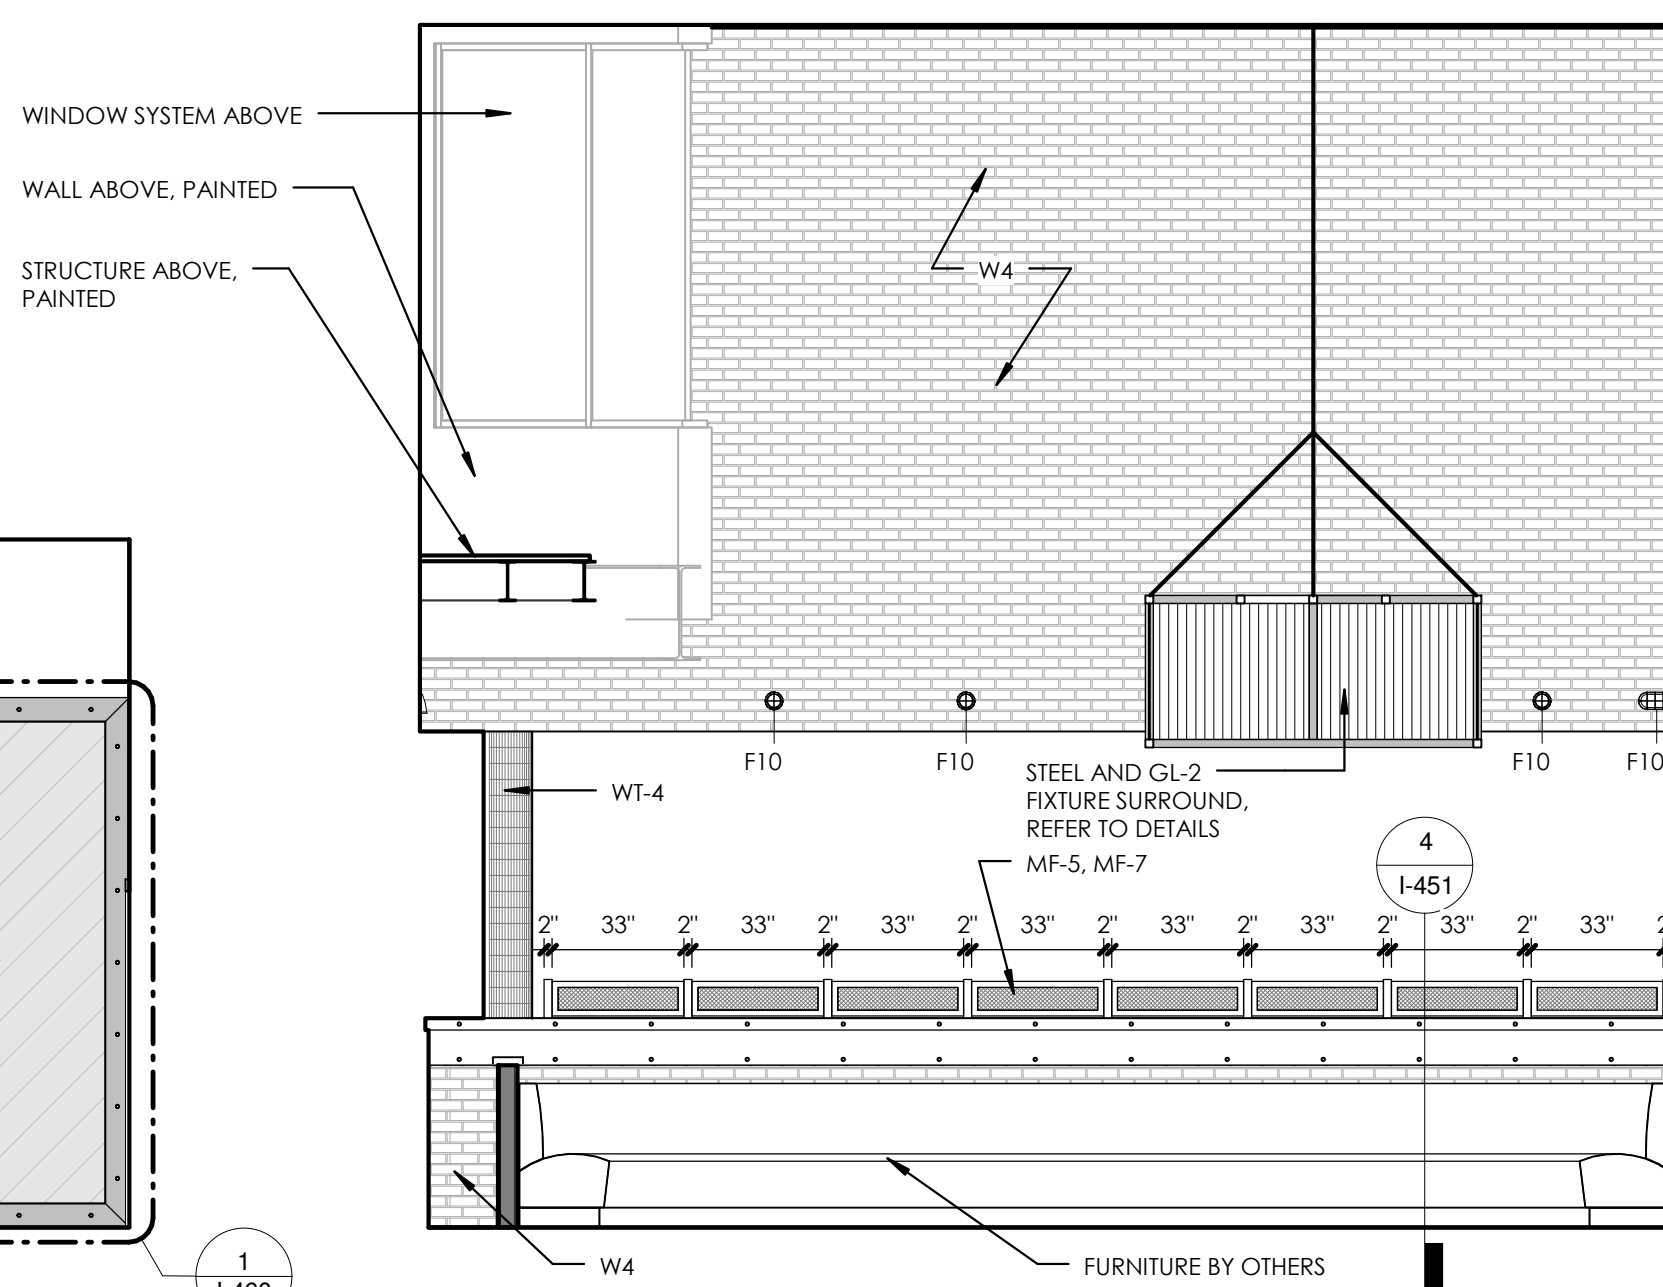 WINDOW SYSTEM ABOVE
WALL ABOVE, PAINTED
STRUCTURE ABOVE,
PAINTED
W4
F10
F10
F10
F10
STEEL AND GL-2
FIXTURE SURROUND,
REFER TO DETAILS
WT-4
MF-5, MF-7
4
I-451
2" 33" 2" 33" 2" 33" 2" 33" 2" 33" 2" 33" 2" 33" 2" 33"
W4
FURNITURE BY OTHERS
1